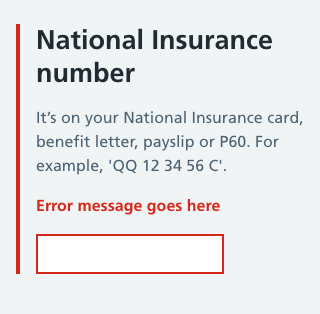 National Insurance
number
It's on your National Insurance card,
benefit letter, payslip or P60. For
example, 'QQ 12 34 56 C'.
Error message goes here